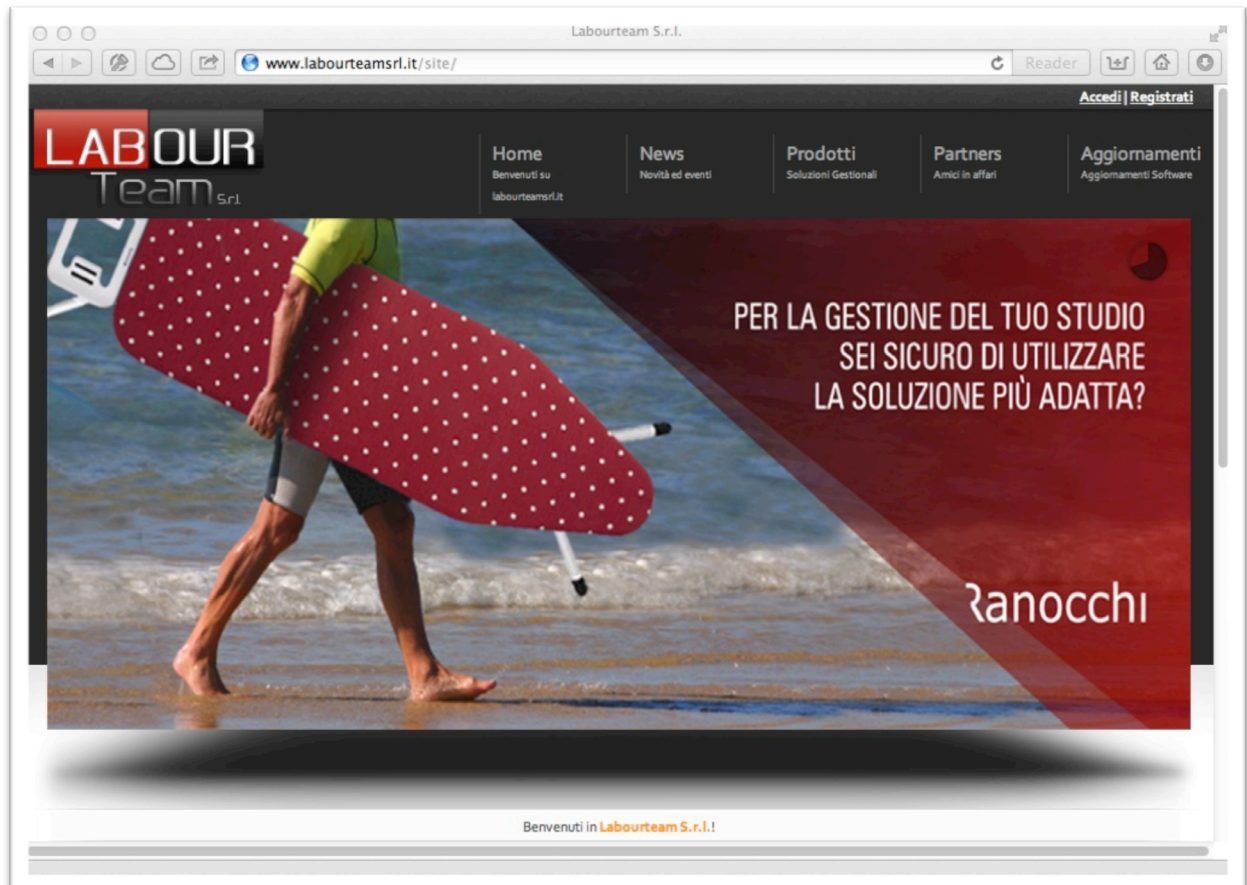 Labourteam S.r.l.
www.labourteamsrl.it/site/
Reader
Accedi | Registrati
LABOUR
Team S.r.l.
Home
Benvenuti su
labourteamsrl.it
News
Novità ed eventi
Prodotti
Soluzioni Gestionali
Partners
Amici in affari
Aggiornamenti
Aggiornamenti Software
PER LA GESTIONE DEL TUO STUDIO
SEI SICURO DI UTILIZZARE
LA SOLUZIONE PIÙ ADATTA?
Ranocchi
Benvenuti in Labourteam S.r.l.!